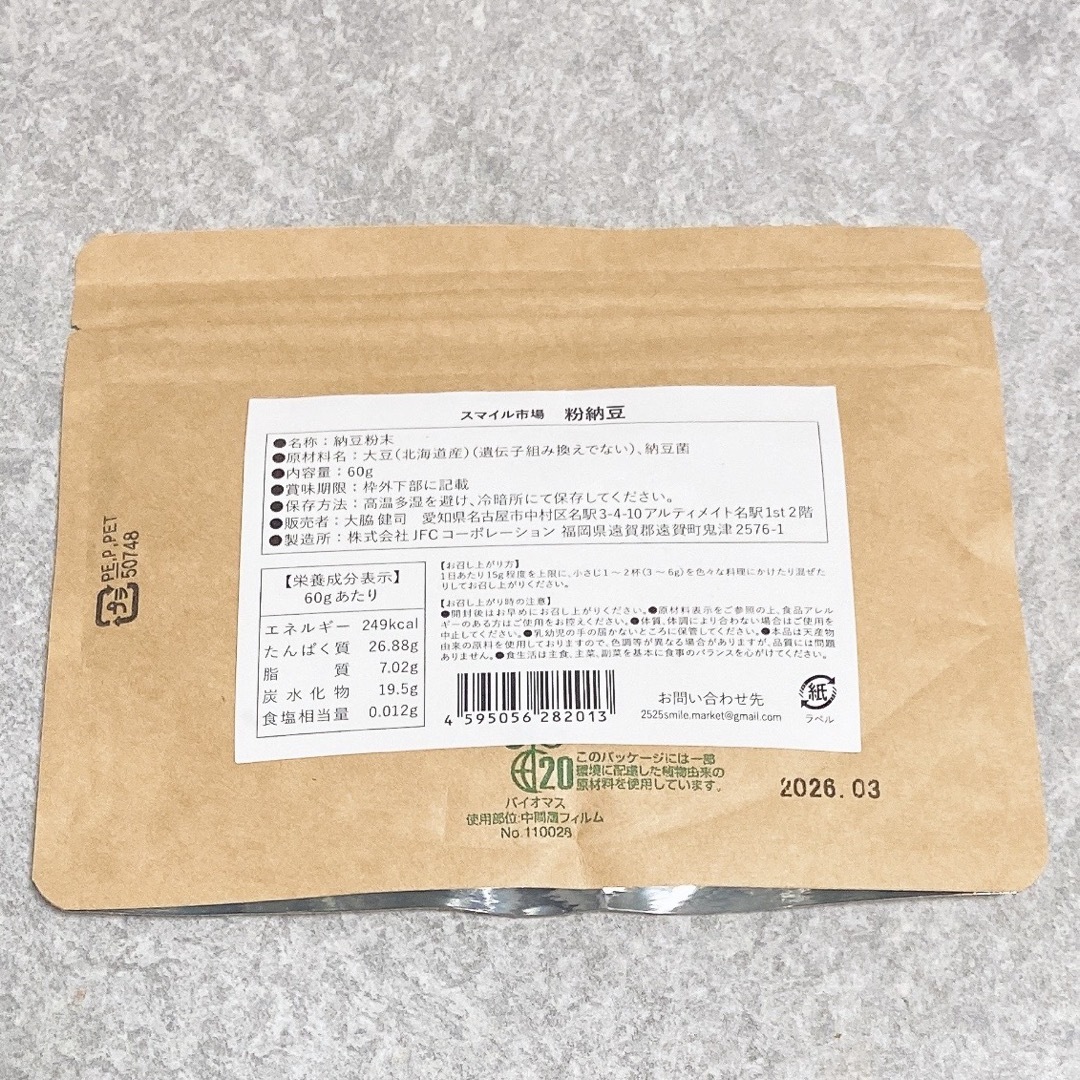 スマイル市場 粉納豆
●名称：納豆粉末
●原材料名：大豆（北海道産）（遺伝子組み換えでない）、納豆菌
●内容量：60g
●賞味期限：枠外下部に記載
●保存方法：高温多湿を避け、冷暗所にて保存してください。
●販売者：大脇 健司 愛知県名古屋市中村区名駅3-4-10アルティメイト名駅1st 2階
●製造所：株式会社 JFCコーポレーション 福岡県遠賀郡遠賀町鬼津 2576-1
【栄養成分表示】
60gあたり
エネルギー 249kcal
たんぱく質 26.88g
脂質 7.02g
炭水化物 19.5g
食塩相当量 0.012g
【お召し上がり方】
1日あたり15g程度を上限に、小さじ1～2杯（3～6g）を色々な料理にかけたり混ぜた
りしてお召し上がりください。
【お召し上がり時の注意】
●開封後はお早めにお召し上がりください。●原材料表示をご参照の上、食品アレル
ギーのある方はご使用をお控えください。●体質、体調により合わない場合はご使用を
中止してください。●乳幼児の手の届かないところに保管してください。●本品は天産物
由来の原料を使用しておりますので、色調等が異なる場合がありますが、品質には問題
ありません。●食生活は主食、主菜、副菜を基本に食事のバランスを心がけてください。
4 595056 282013
お問い合わせ先
2525smile.market@gmail.com
紙
ラベル
PE,P,PET
50748
プラ
20
このパッケージには一部
環境に配慮した植物由来の
原材料を使用しています。
バイオマス
使用部位:中間層フィルム
No.110028
2026.03